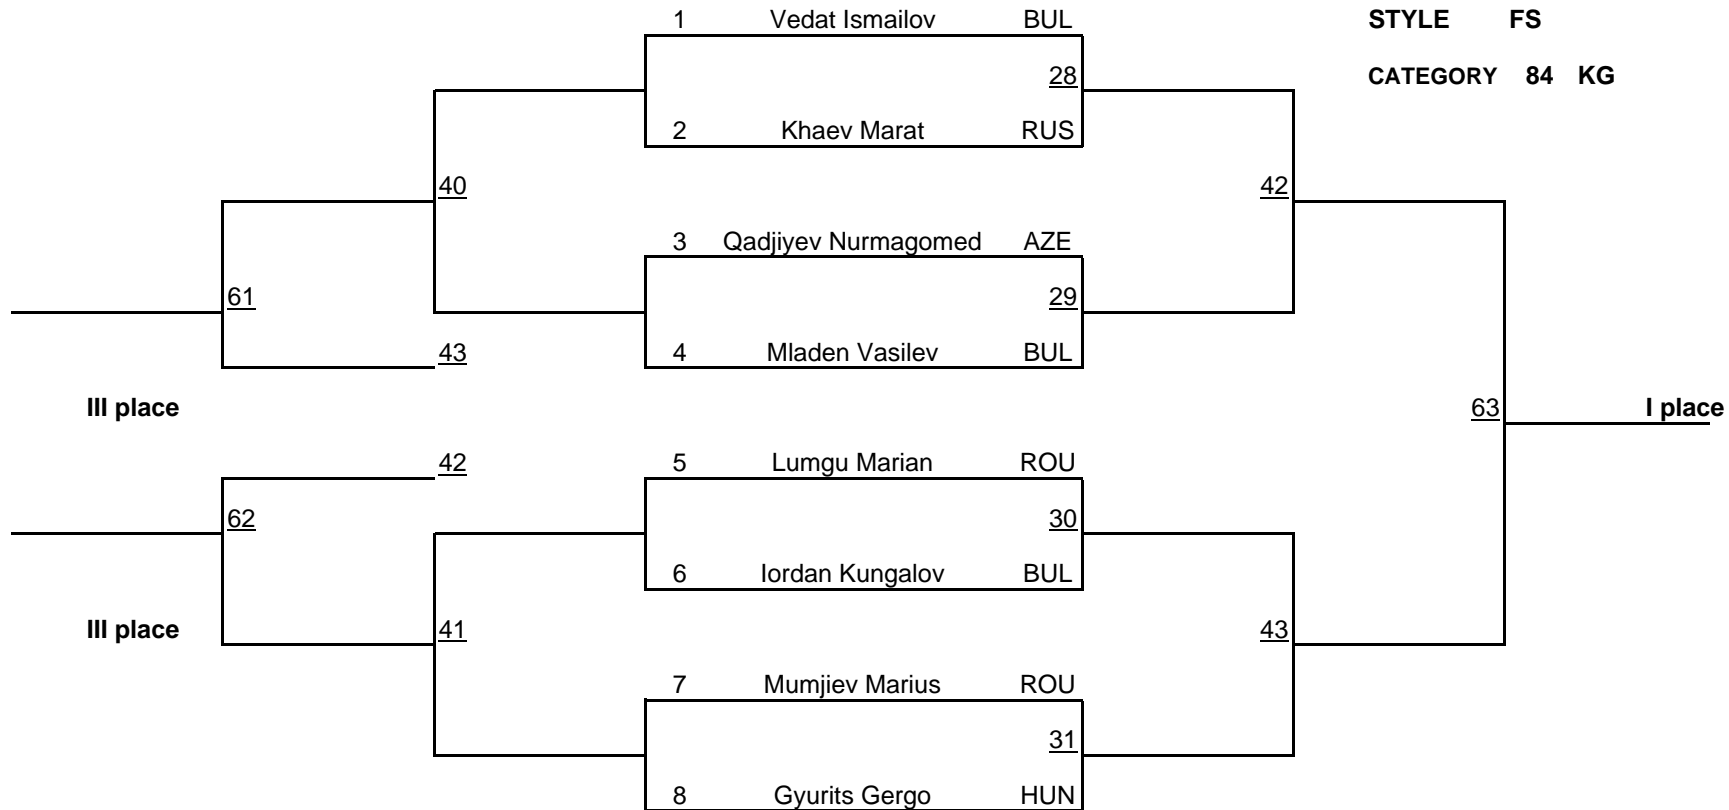 1 Vedat Ismailov BUL STYLE FS
28 CATEGORY 84 KG
2 Khaev Marat RUS
40 42
3 Qadjiyev Nurmagomed AZE
61 29
43 4 Mladen Vasilev BUL
III place 63 I place
42 5 Lumgu Marian ROU
62 30
6 Iordan Kungalov BUL
III place 41 43
7 Mumjiev Marius ROU
31
8 Gyurits Gergo HUN